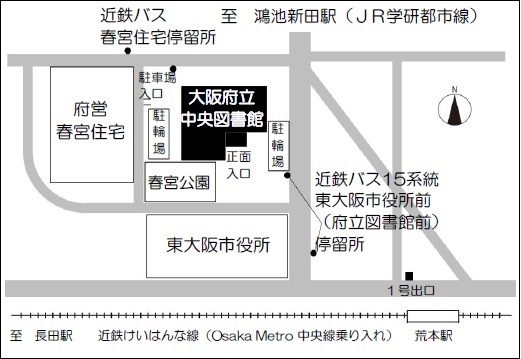 近鉄バス
春宮住宅停留所
至　鴻池新田駅（ＪＲ学研都市線）
駐車場
入口
大阪府立
中央図書館
府営
春宮住宅
駐輪場
駐輪場
正面
入口
N
春宮公園
近鉄バス15系統
東大阪市役所前
（府立図書館前）
停留所
東大阪市役所
１号出口
至　長田駅　近鉄けいはんな線（Osaka Metro 中央線乗り入れ）　荒本駅